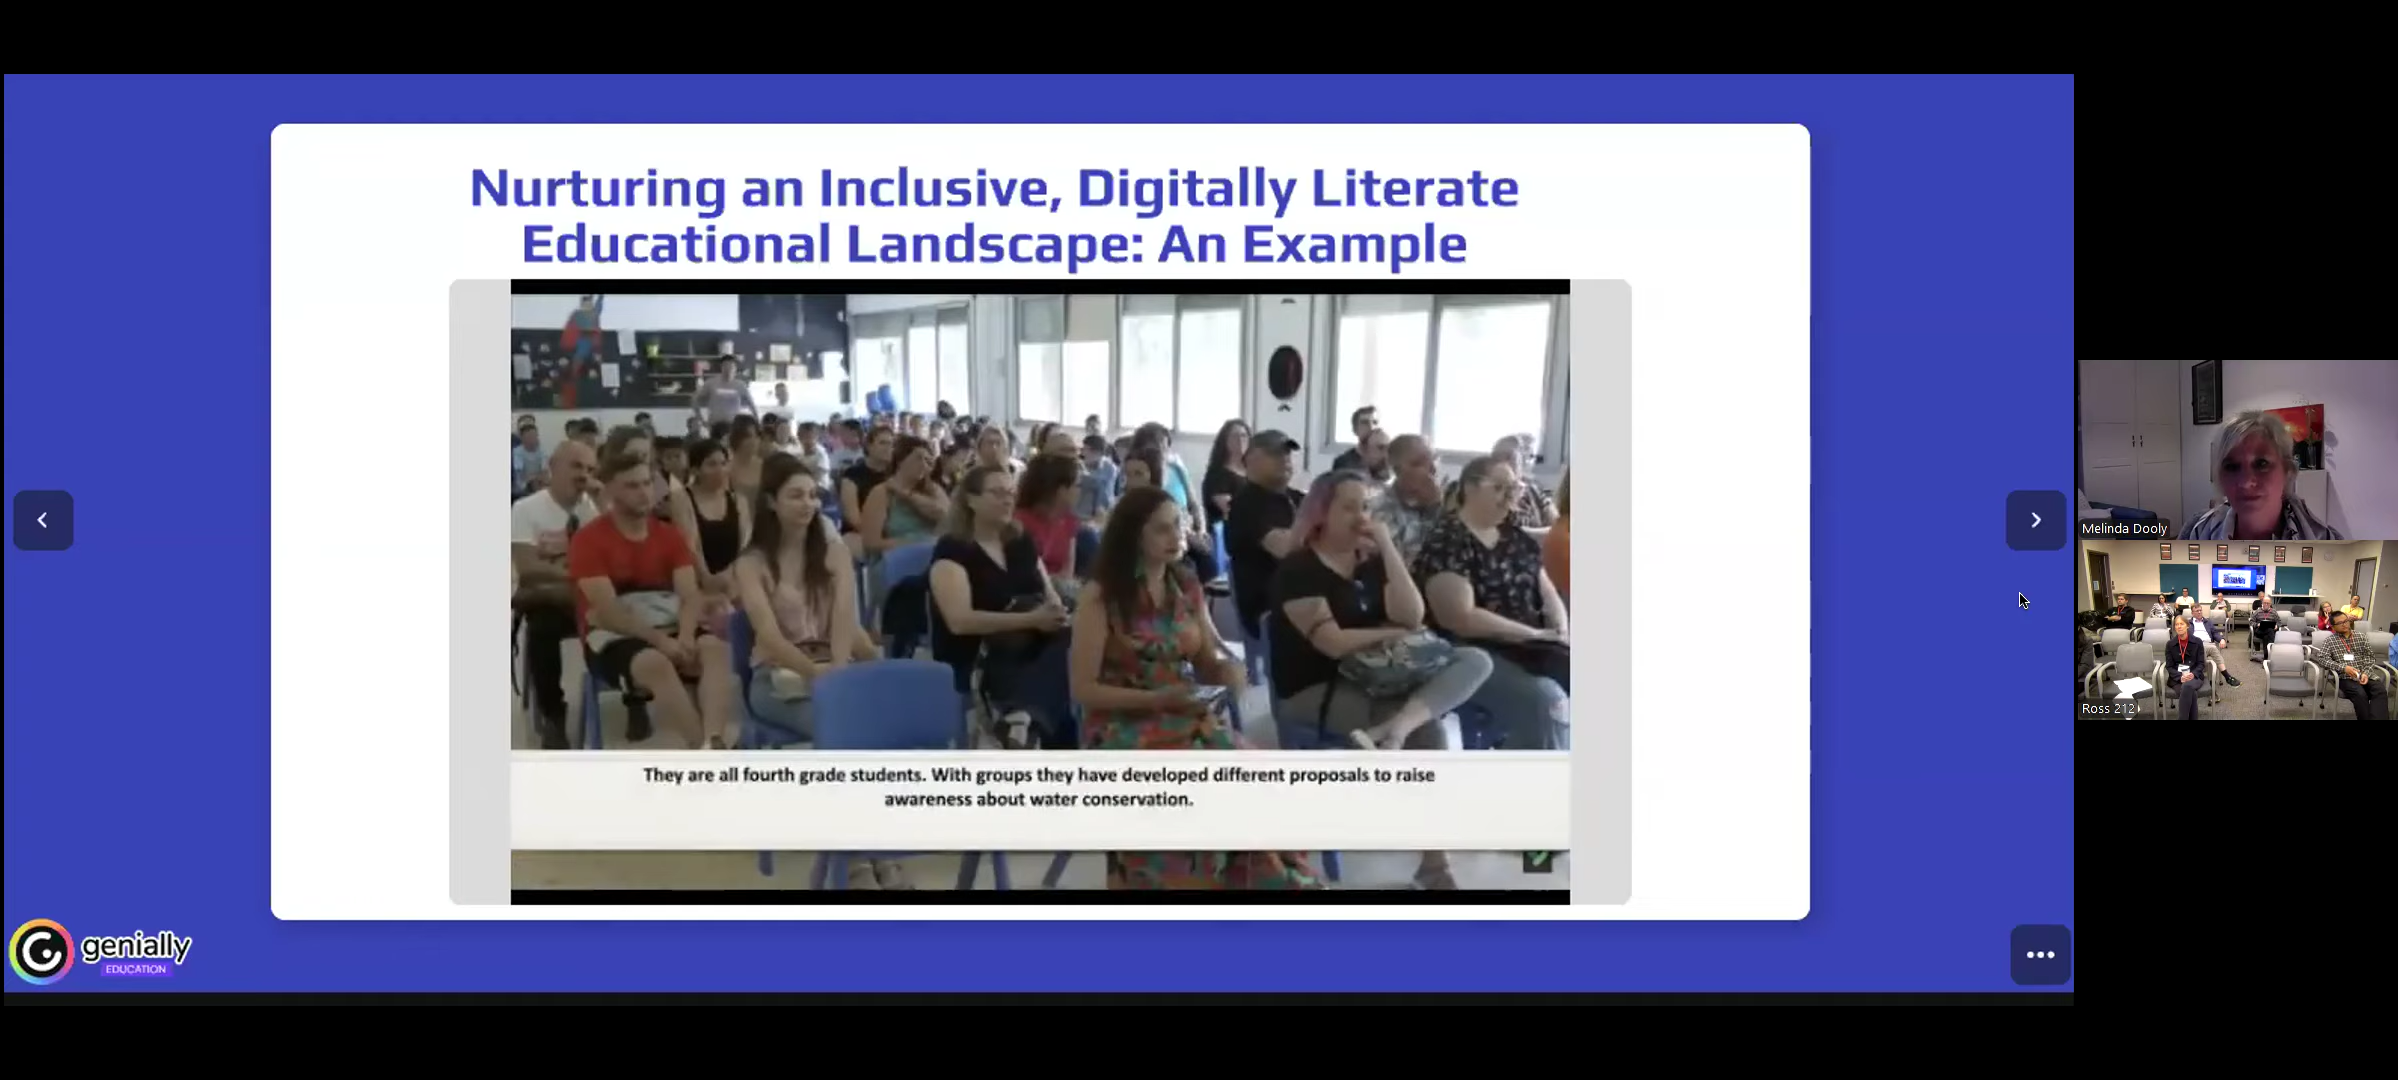 Nurturing an Inclusive, Digitally Literate
Educational Landscape: An Example
They are all fourth grade students. With groups they have developed different proposals to raise
awareness about water conservation.
Melinda Dooly
Ross 212
genially
EDUCATION